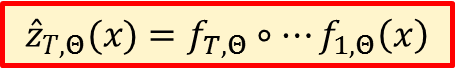 ẑ_{T,Θ}(x) = f_{T,Θ} ∘ ⋯ f_{1,Θ}(x)